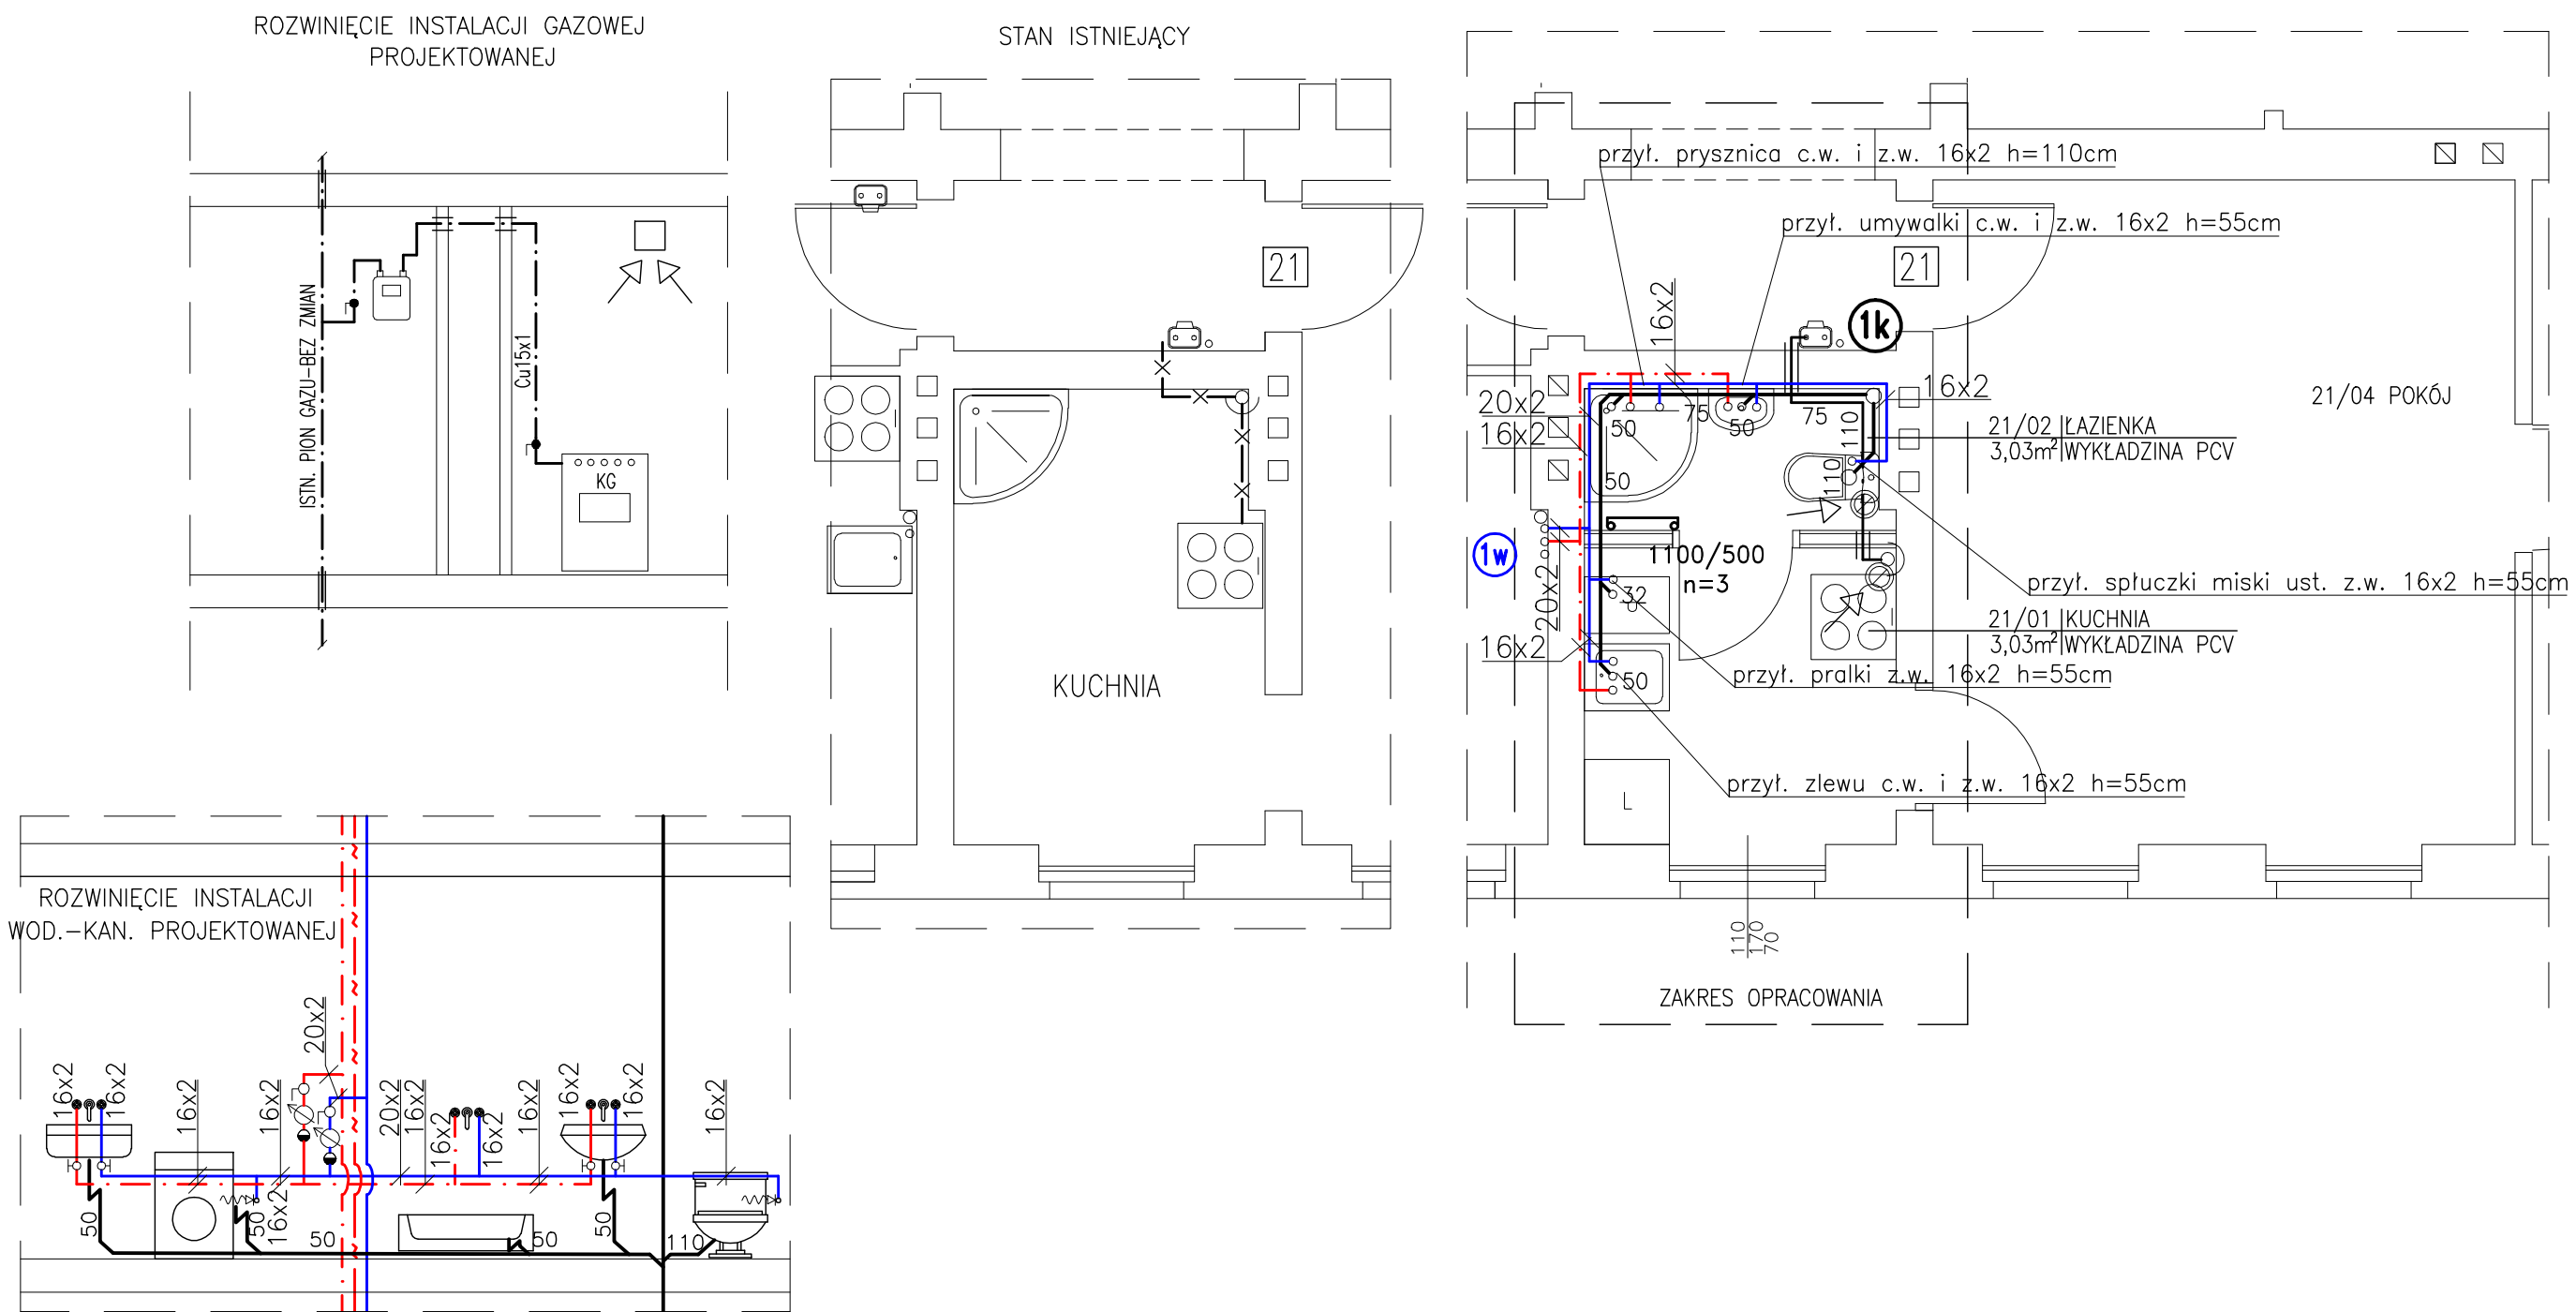 ROZWINIĘCIE INSTALACJI GAZOWEJ
PROJEKTOWANEJ
ISTN. PION GAZU-BEZ ZMIAN
Cu15x1
KG
STAN ISTNIEJĄCY
21
KUCHNIA
przył. prysznica c.w. i z.w. 16x2 h=110cm
przył. umywalki c.w. i z.w. 16x2 h=55cm
21
16x2
1k
20x2
16x2
16x2
50
75
50
75
110
110
50
21/04 POKÓJ
21/02 ŁAZIENKA
3,03m² WYKŁADZINA PCV
1w
1100/500
n=3
20x2
32
przył. spłuczki miski ust. z.w. 16x2 h=55cm
21/01 KUCHNIA
3,03m² WYKŁADZINA PCV
16x2
50
przył. pralki z.w. 16x2 h=55cm
przył. zlewu c.w. i z.w. 16x2 h=55cm
L
110
170
70
ZAKRES OPRACOWANIA
ROZWINIĘCIE INSTALACJI
WOD.-KAN. PROJEKTOWANEJ
20x2
16x2
16x2
16x2
16x2
20x2
16x2
16x2
16x2
16x2
16x2
16x2
16x2
50
50
16x2
50
50
50
110